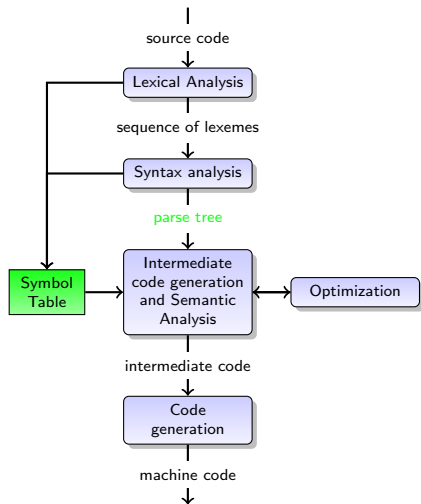 source code
Lexical Analysis
sequence of lexemes
Syntax analysis
parse tree
Symbol
Table
Intermediate
code generation
and Semantic
Analysis
Optimization
intermediate code
Code
generation
machine code